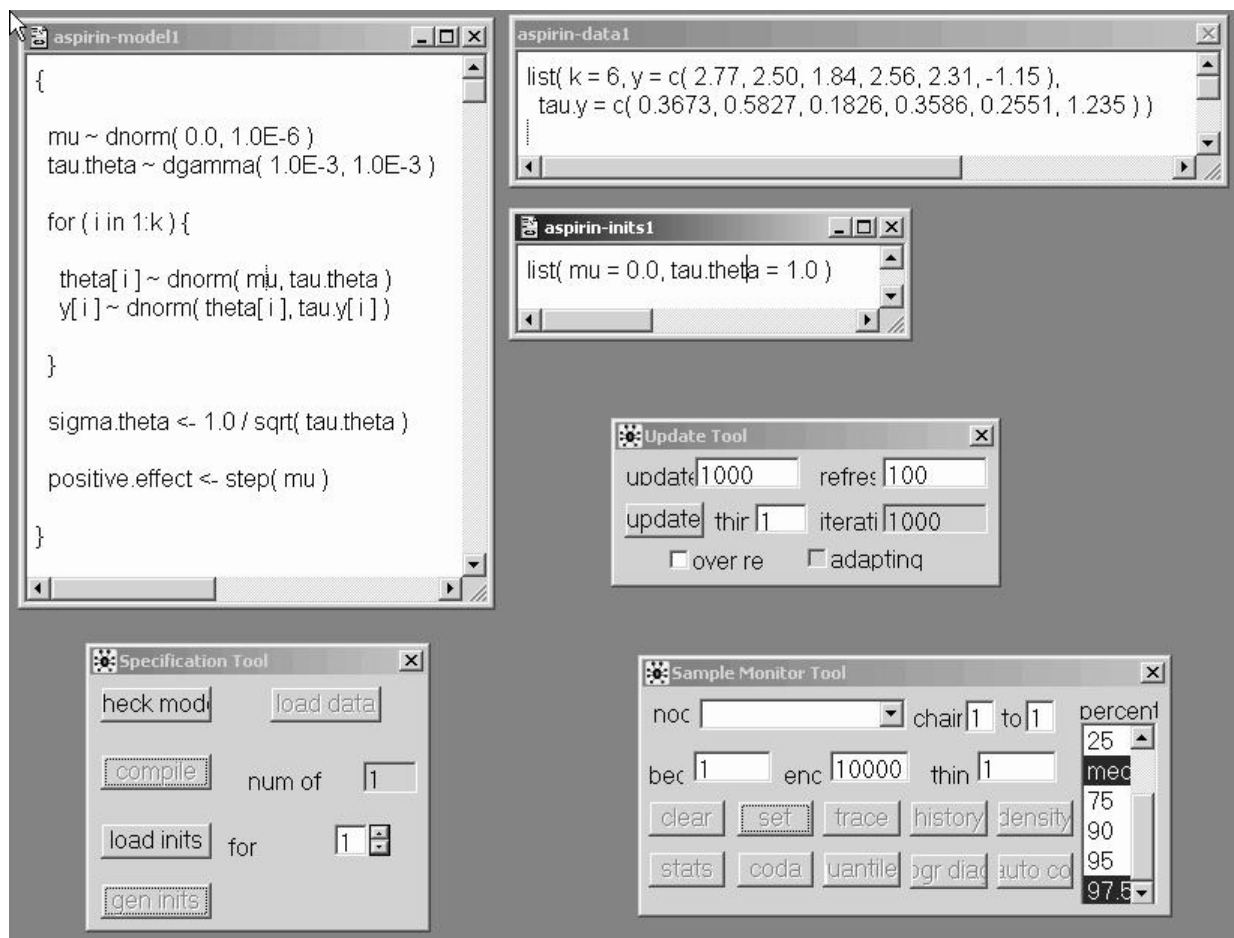 aspirin-model1
{
mu ~ dnorm( 0.0, 1.0E-6 )
tau.theta ~ dgamma( 1.0E-3, 1.0E-3 )
for ( i in 1:k ) {
theta[ i ] ~ dnorm( mu, tau.theta )
y[ i ] ~ dnorm( theta[ i ], tau.y[ i ] )
}
sigma.theta <- 1.0 / sqrt( tau.theta )
positive.effect <- step( mu )
}
aspirin-data1
list( k = 6, y = c( 2.77, 2.50, 1.84, 2.56, 2.31, -1.15 ),
tau.y = c( 0.3673, 0.5827, 0.1826, 0.3586, 0.2551, 1.235 ) )
aspirin-inits1
list( mu = 0.0, tau.theta = 1.0 )
Update Tool
update 1000 refres 100
update thin 1 iterati 1000
over re adapting
Specification Tool
heck mod load data
compile num of 1
load inits for 1
gen inits
Sample Monitor Tool
noc chair 1 to 1 percent
bec 1 enc 10000 thin 1
clear set trace history density
stats coda uantile ogr diag auto co
25
med
75
90
95
97.5